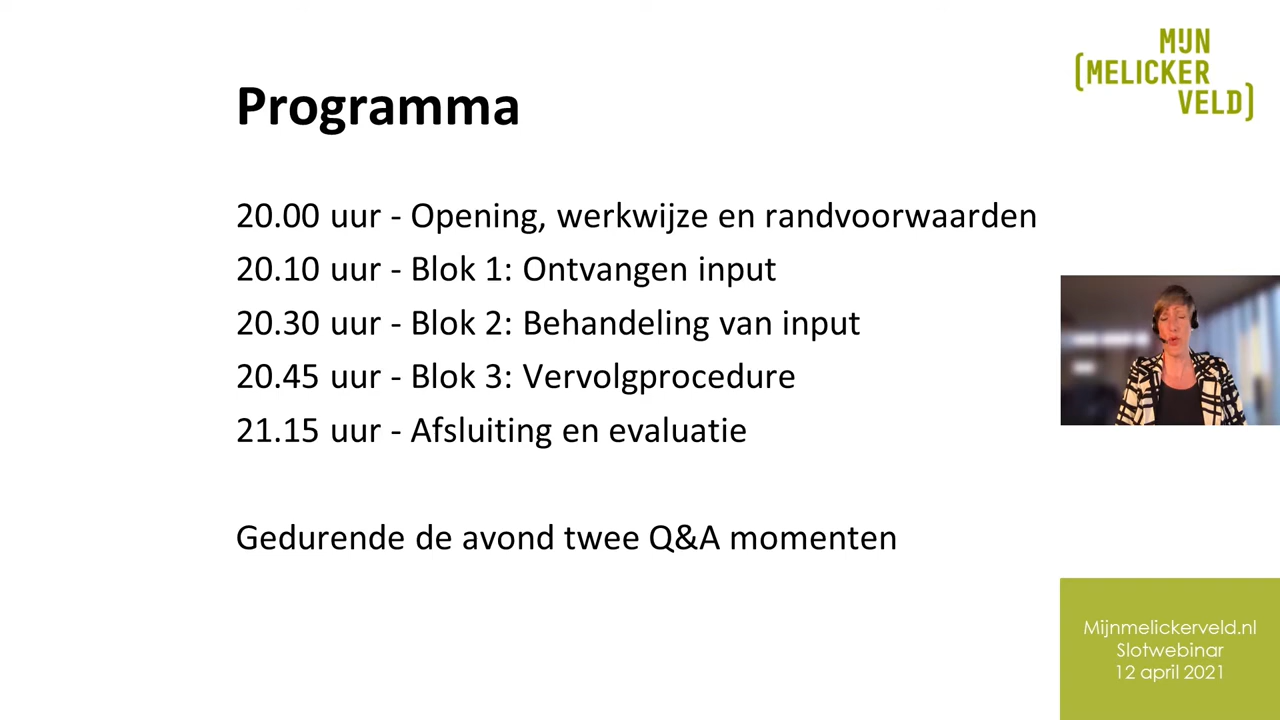 Programma
20.00 uur - Opening, werkwijze en randvoorwaarden
20.10 uur - Blok 1: Ontvangen input
20.30 uur - Blok 2: Behandeling van input
20.45 uur - Blok 3: Vervolgprocedure
21.15 uur - Afsluiting en evaluatie
Gedurende de avond twee Q&A momenten
MIJN
(MELICKER
VELD)
Mijnmelickerveld.nl
Slotwebinar
12 april 2021